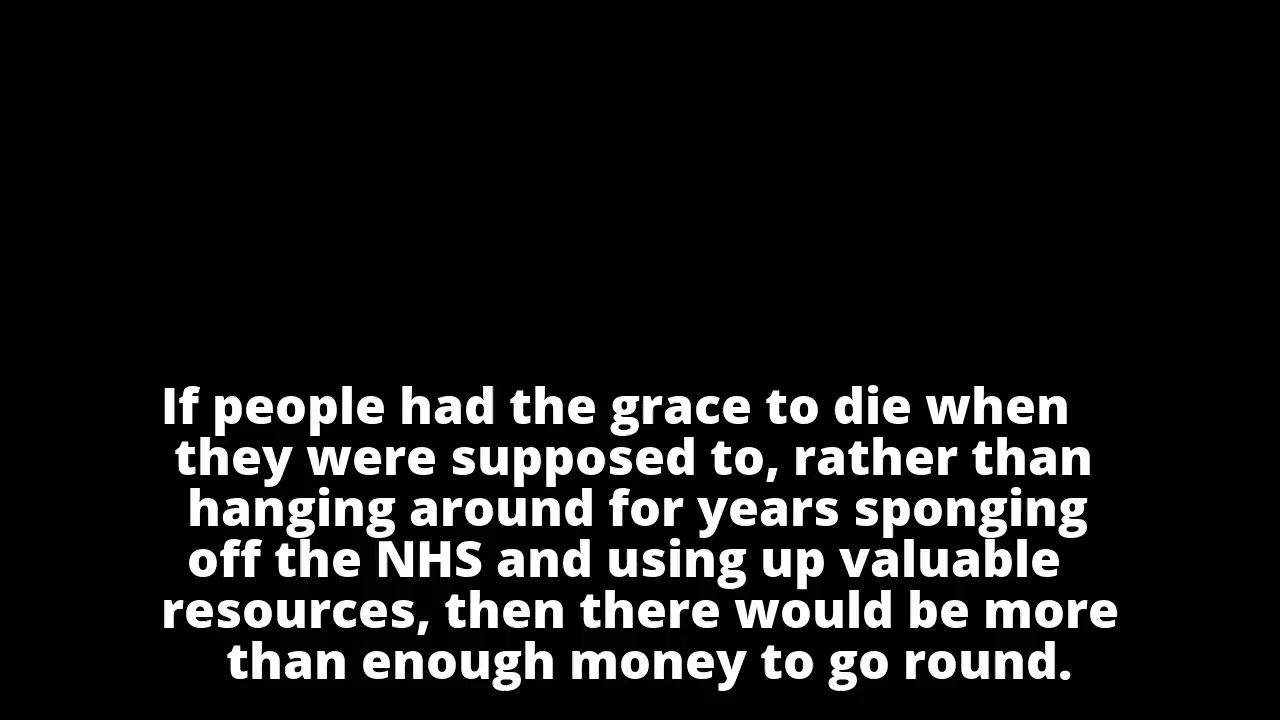 If people had the grace to die when
they were supposed to, rather than
hanging around for years sponging
off the NHS and using up valuable
resources, then there would be more
than enough money to go round.